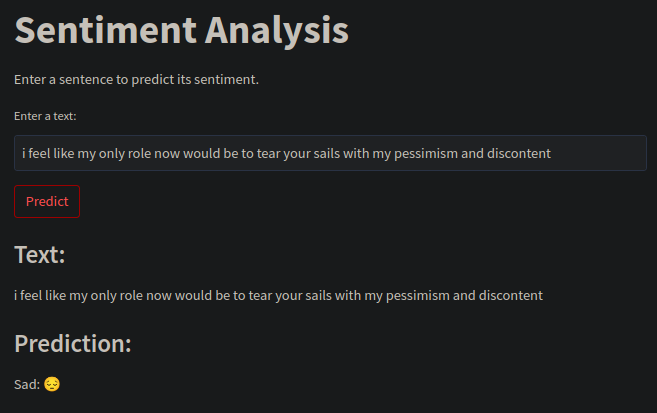 Sentiment Analysis
Enter a sentence to predict its sentiment.
Enter a text:
i feel like my only role now would be to tear your sails with my pessimism and discontent
Predict
Text:
i feel like my only role now would be to tear your sails with my pessimism and discontent
Prediction:
Sad: 😔